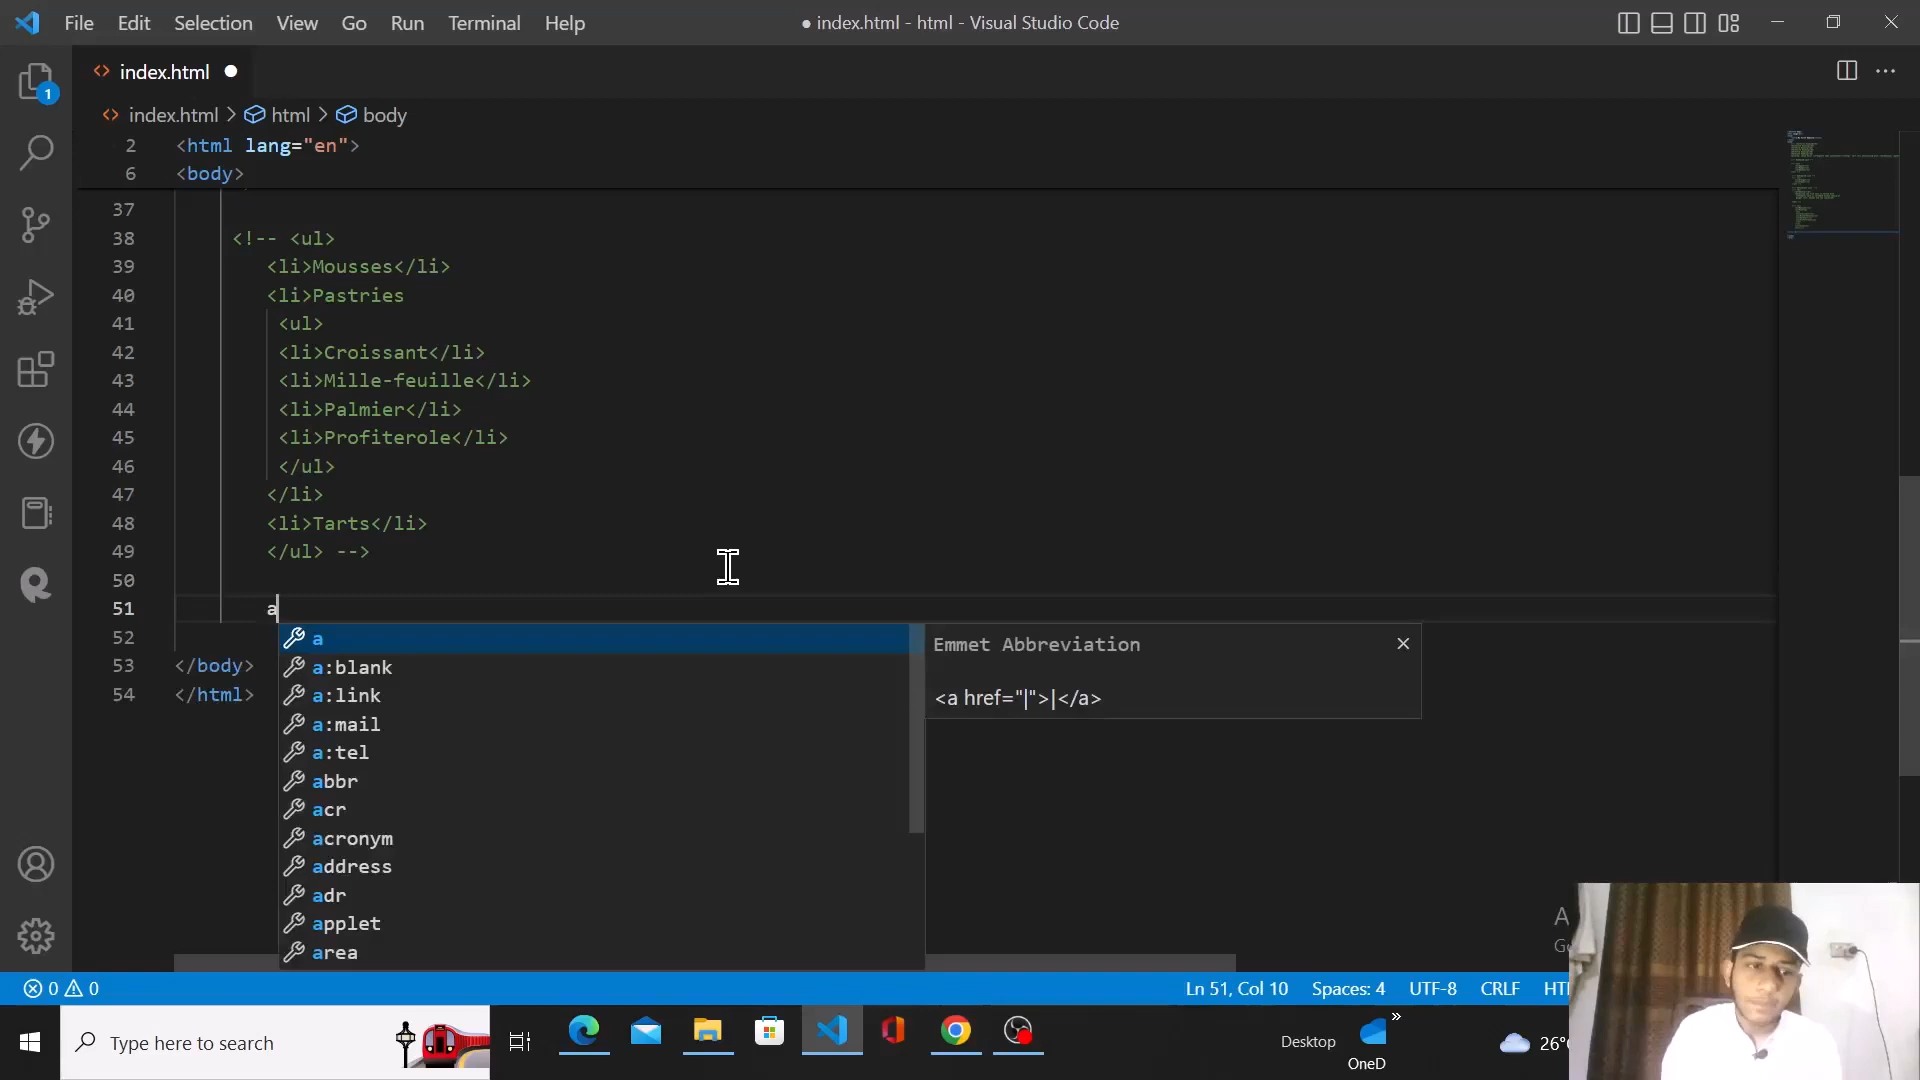 File Edit Selection View Go Run Terminal Help
● index.html - html - Visual Studio Code
index.html
1
index.html > html > body
2 <html lang="en">
6 <body>
37
38 <!-- <ul>
39 <li>Mousses</li>
40 <li>Pastries
41 <ul>
42 <li>Croissant</li>
43 <li>Mille-feuille</li>
44 <li>Palmier</li>
45 <li>Profiterole</li>
46 </ul>
47 </li>
48 <li>Tarts</li>
49 </ul> -->
50
51 a
52
53 </body>
54 </html>
a
a:blank
a:link
a:mail
a:tel
abbr
acr
acronym
address
adr
applet
area
Emmet Abbreviation
<a href="|">|</a>
0 0
Ln 51, Col 10 Spaces: 4 UTF-8 CRLF
Type here to search
Desktop
OneD
26°